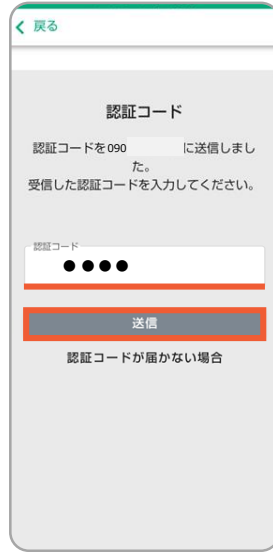 戻る
認証コード
認証コードを090 に送信しまし
た。
受信した認証コードを入力してください。
認証コード
●●●●
送信
認証コードが届かない場合